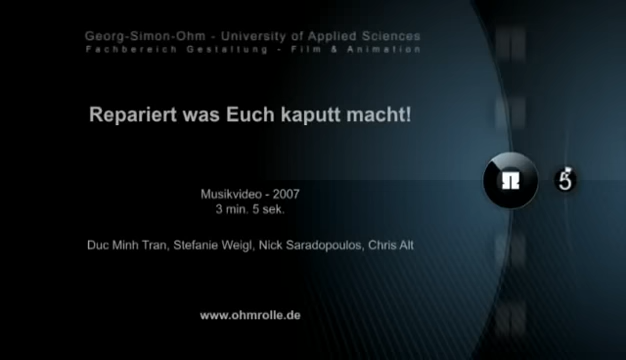 Georg-Simon-Ohm - University of Applied Sciences
Fachbereich Gestaltung - Film & Animation
Repariert was Euch kaputt macht!
Musikvideo - 2007
3 min. 5 sek.
Duc Minh Tran, Stefanie Weigl, Nick Saradopoulos, Chris Alt
www.ohmrolle.de
5